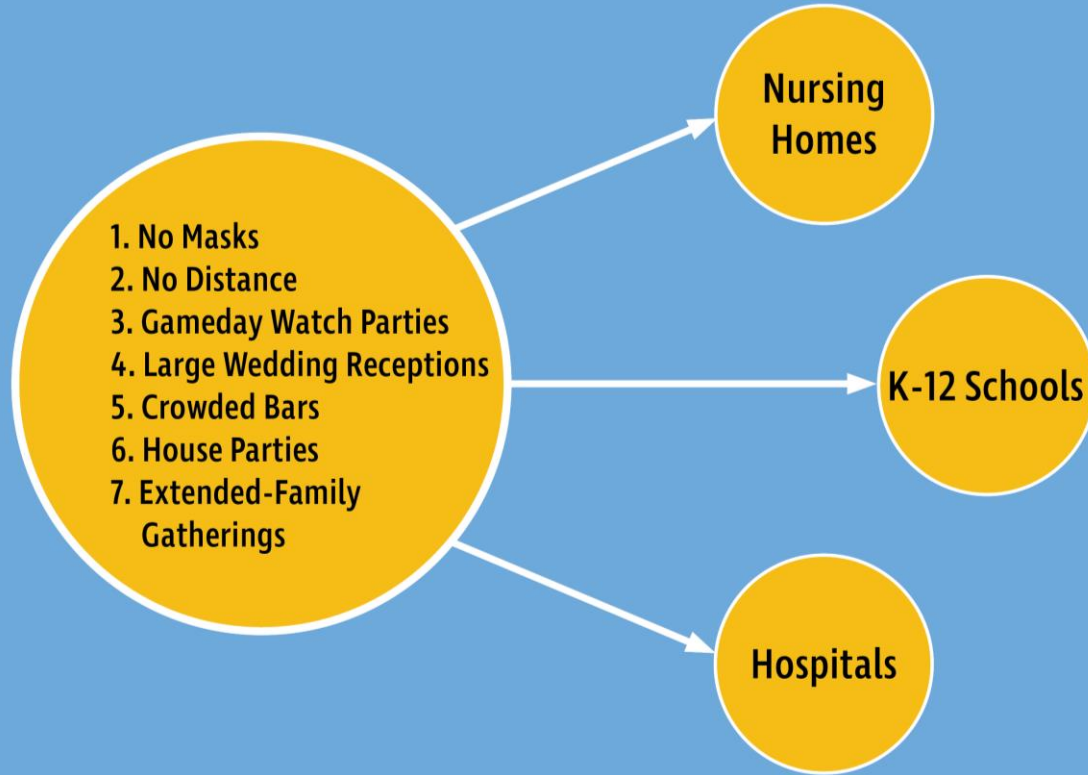 1. No Masks
2. No Distance
3. Gameday Watch Parties
4. Large Wedding Receptions
5. Crowded Bars
6. House Parties
7. Extended-Family
Gatherings
Nursing
Homes
K-12 Schools
Hospitals